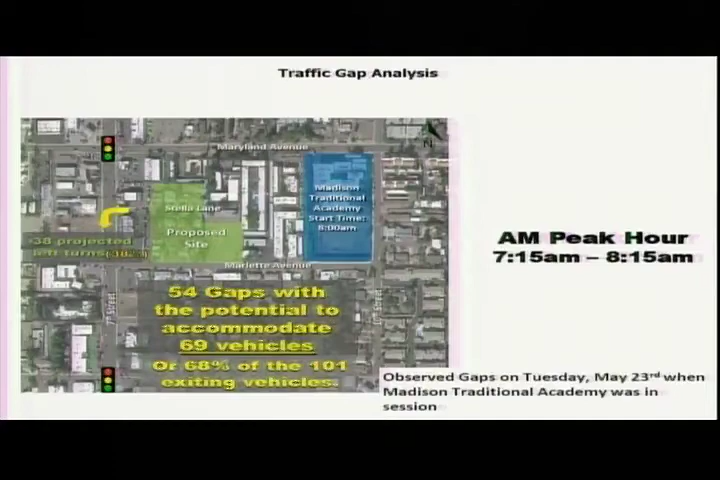 Traffic Gap Analysis
N
Maryland Avenue
Madison
Traditional
Academy
Start Time:
8:00am
Stella Lane
Proposed
Site
38 projected
left turns
Marlette Avenue
7th Street
AM Peak Hour
7:15am – 8:15am
54 Gaps with
the potential to
accommodate
69 vehicles
Or 68% of the 101
exiting vehicles.
Observed Gaps on Tuesday, May 23rd when
Madison Traditional Academy was in
session